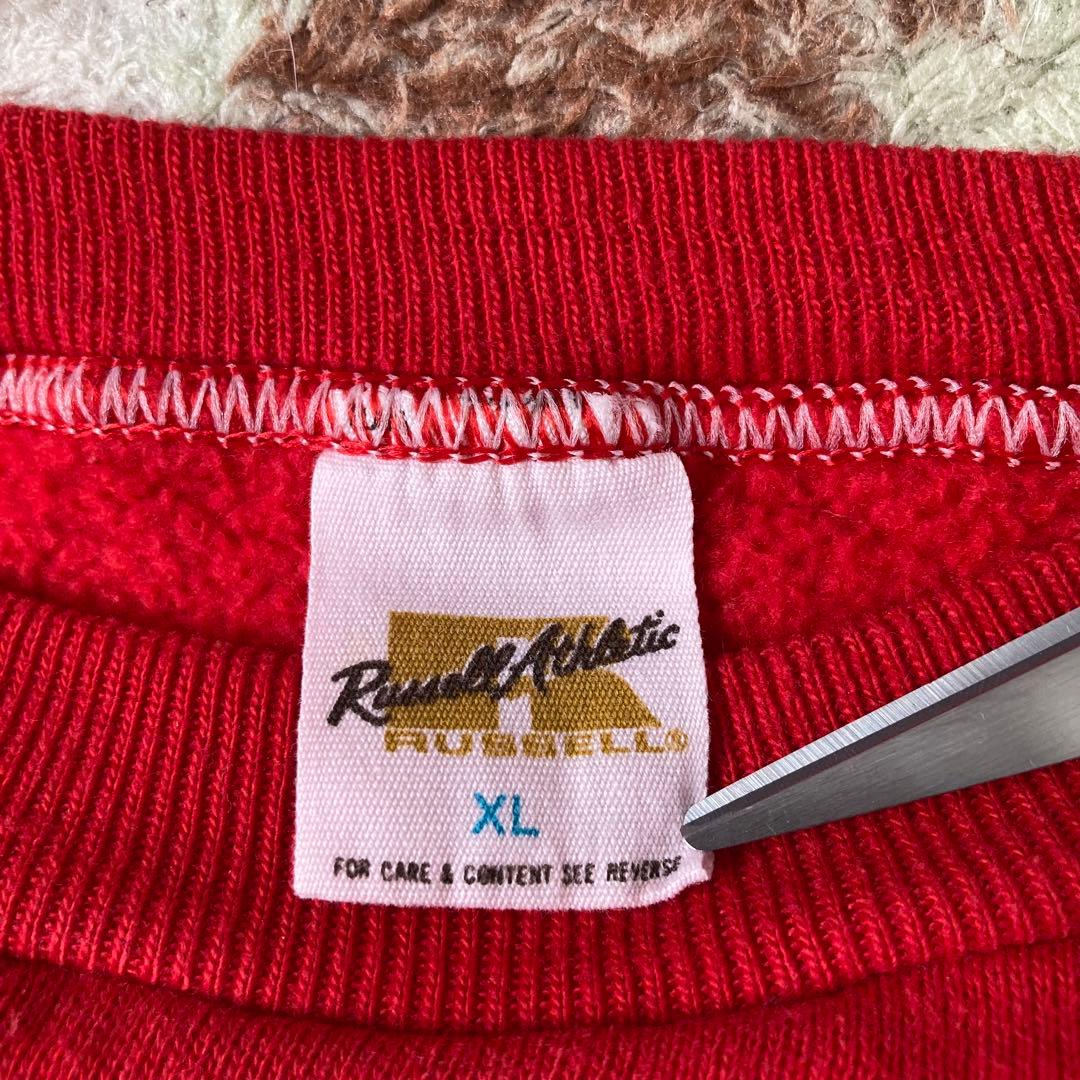 Russell Athletic
RUSSELL®
XL
FOR CARE & CONTENT SEE REVERSE